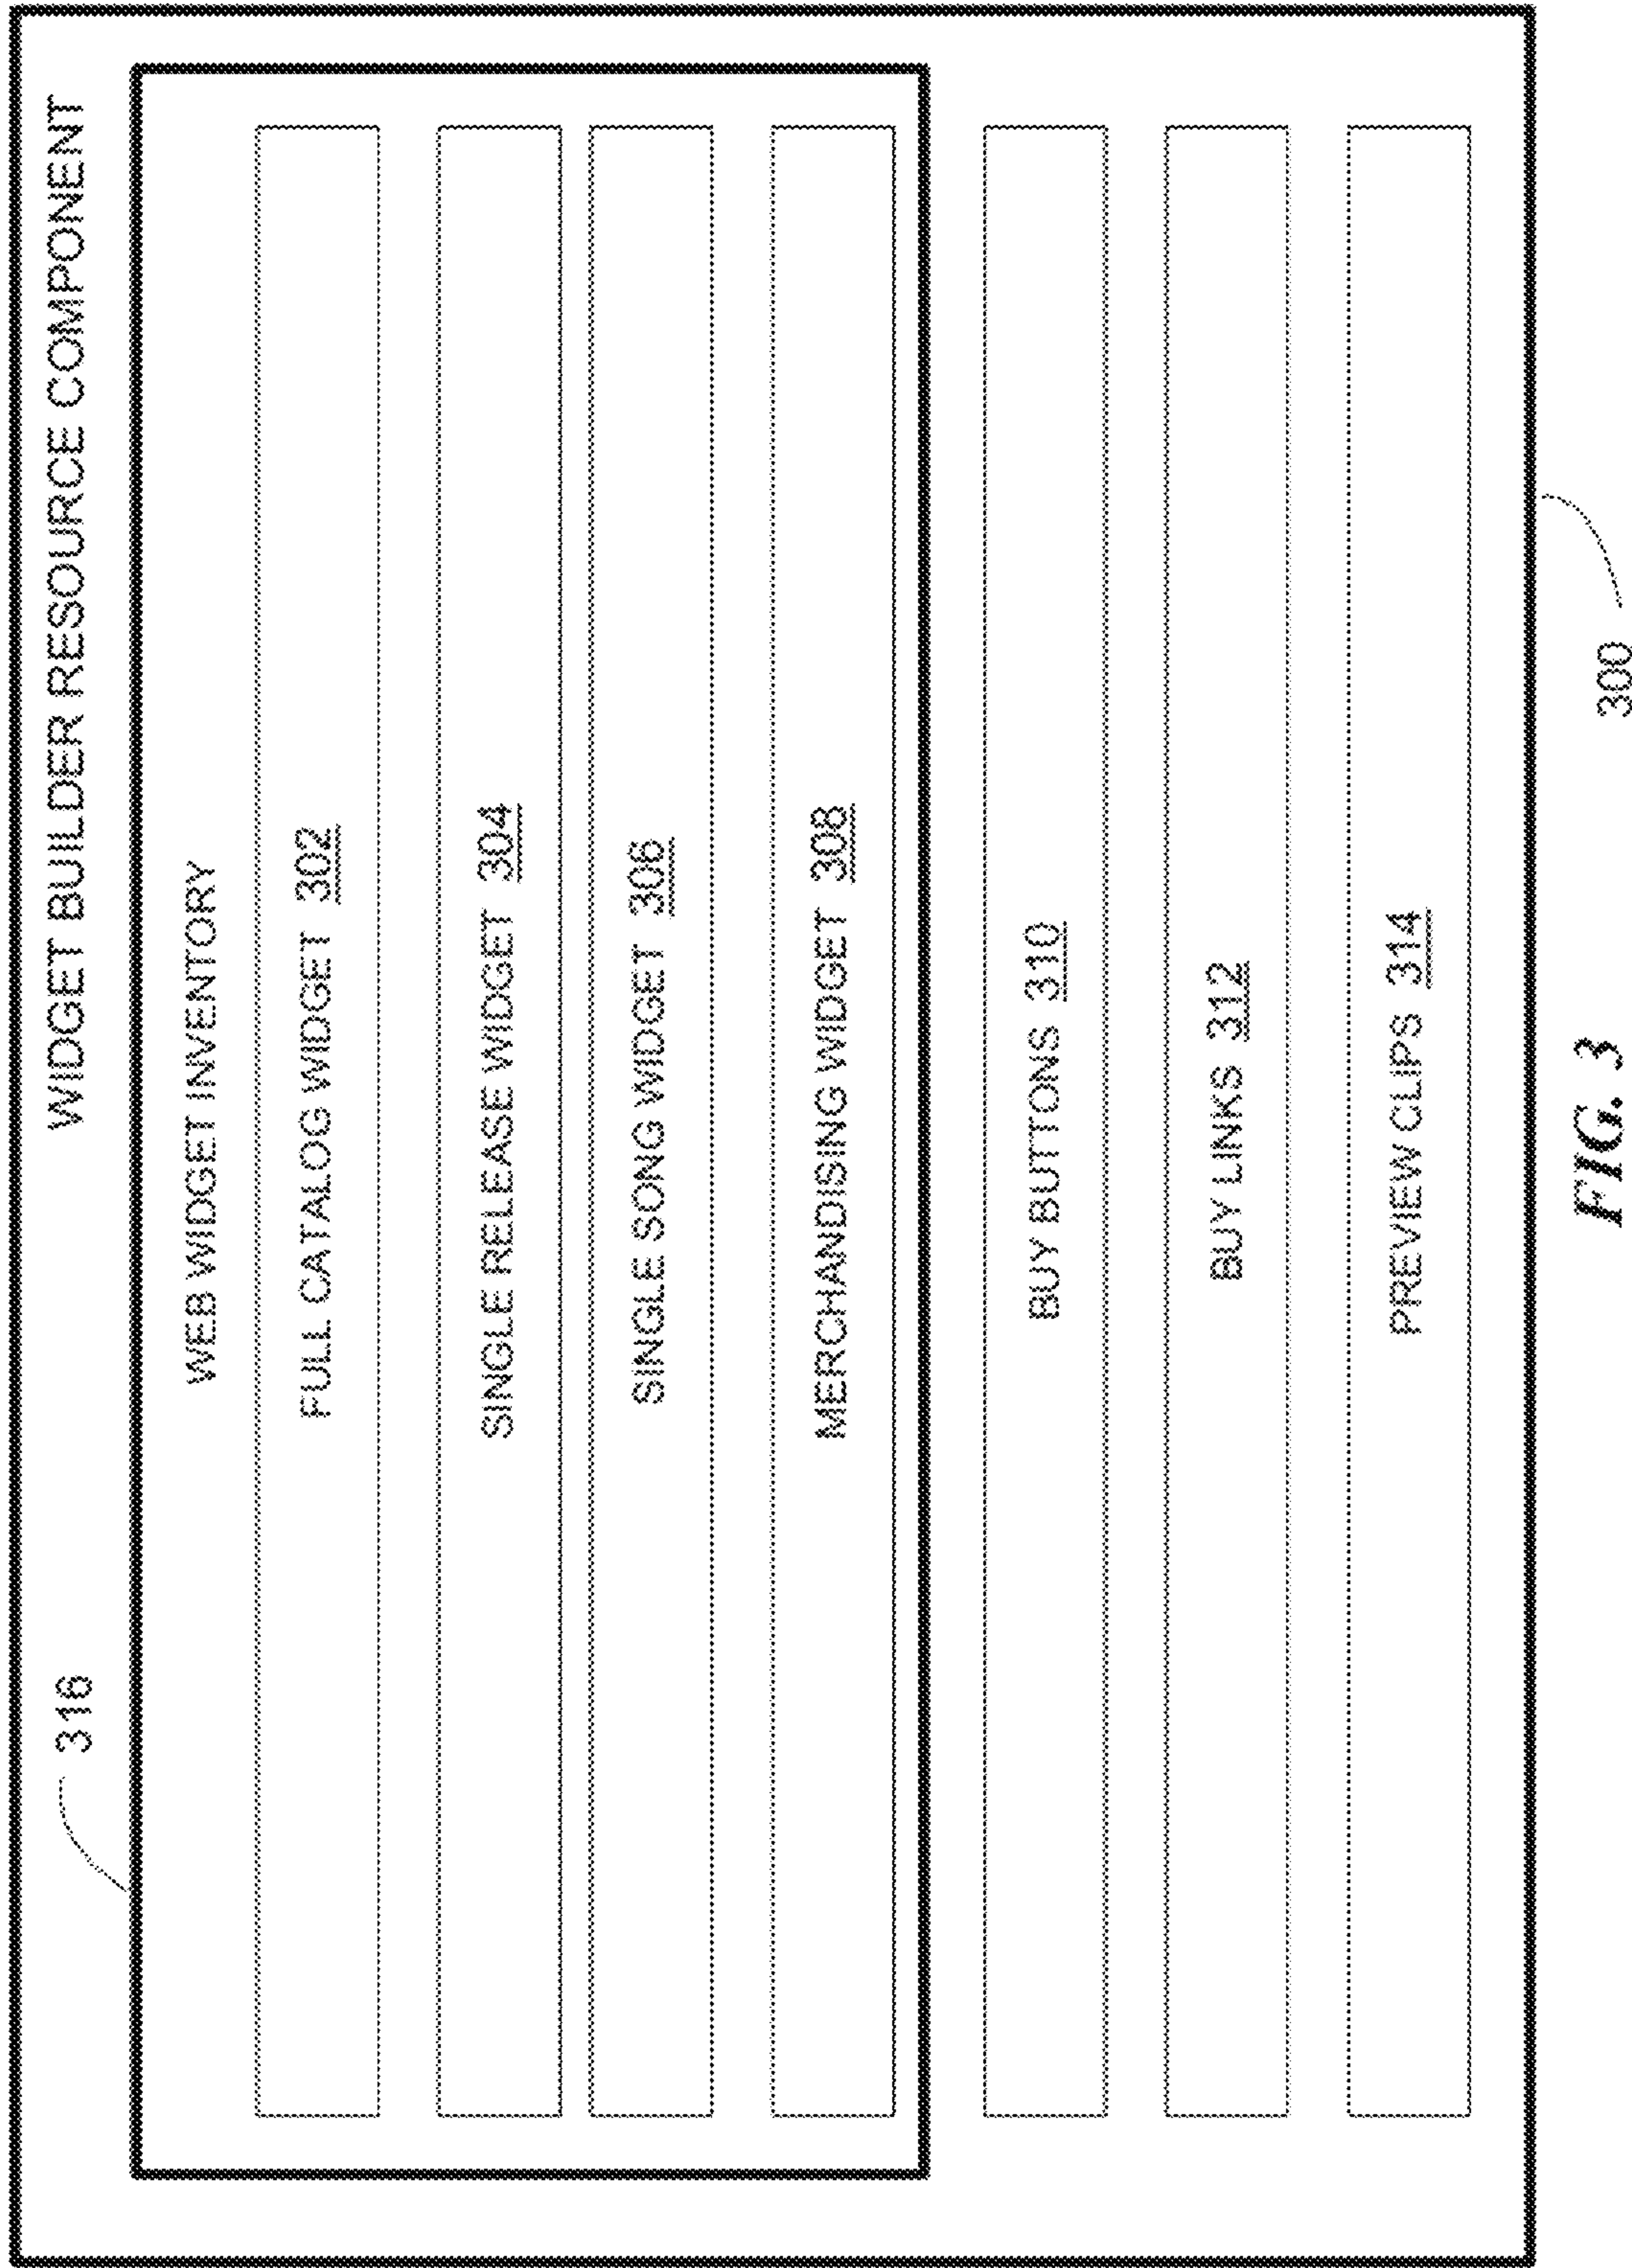 WIDGET BUILDER RESOURCE COMPONENT
316
WEB WIDGET INVENTORY
FULL CATALOG WIDGET 302
SINGLE RELEASE WIDGET 304
SINGLE SONG WIDGET 306
MERCHANDISING WIDGET 308
BUY BUTTONS 310
BUY LINKS 312
PREVIEW CLIPS 314
300
FIG. 3